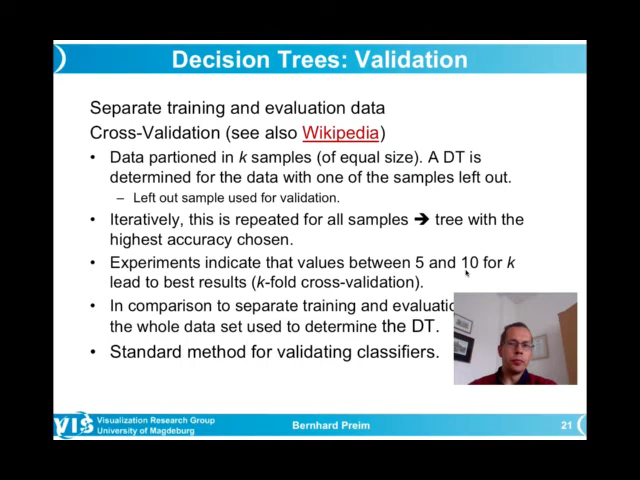 Decision Trees: Validation
Separate training and evaluation data
Cross-Validation (see also Wikipedia)
• Data partioned in k samples (of equal size). A DT is
determined for the data with one of the samples left out.
– Left out sample used for validation.
• Iteratively, this is repeated for all samples ➔ tree with the
highest accuracy chosen.
• Experiments indicate that values between 5 and 10 for k
lead to best results (k-fold cross-validation).
• In comparison to separate training and evaluatio
the whole data set used to determine the DT.
• Standard method for validating classifiers.
VIS
Visualization Research Group
University of Magdeburg
Bernhard Preim
21